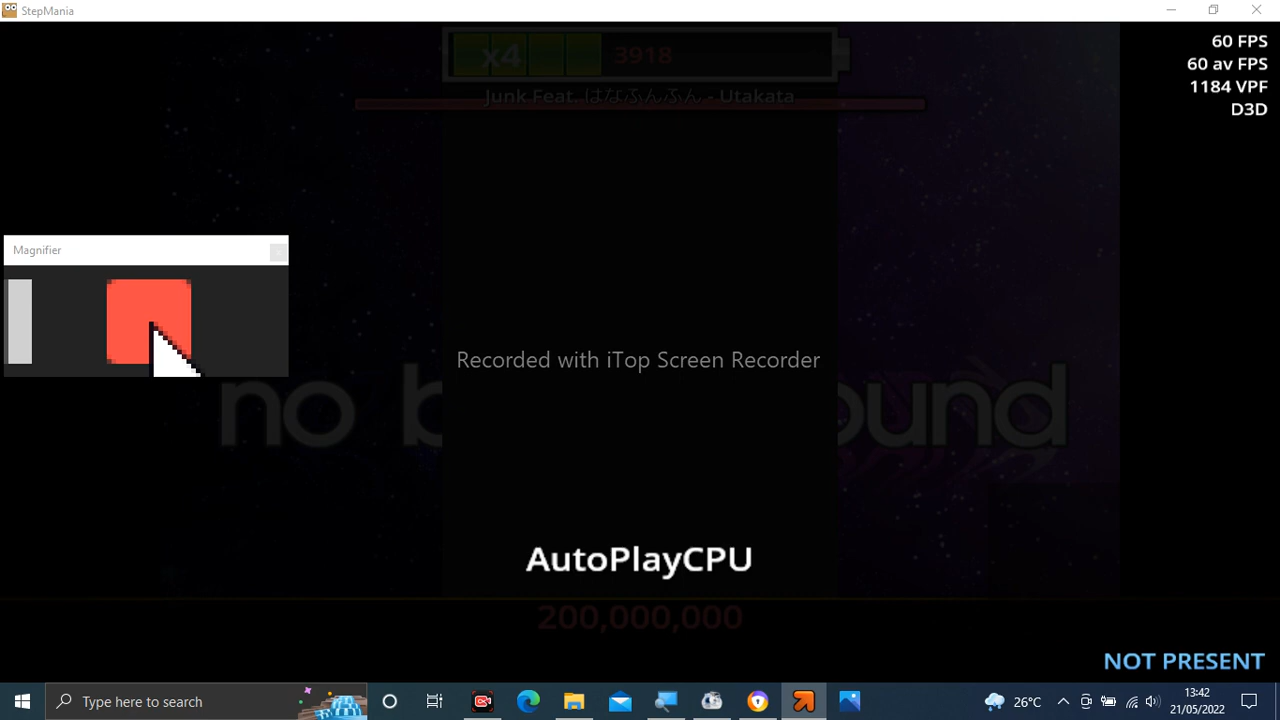 StepMania
60 FPS
60 av FPS
1184 VPF
D3D
x4
3918
Junk Feat. はなふんふん - Utakata
Magnifier
Recorded with iTop Screen Recorder
no b
ound
AutoPlayCPU
200,000,000
NOT PRESENT
Type here to search
26°C
13:42
21/05/2022